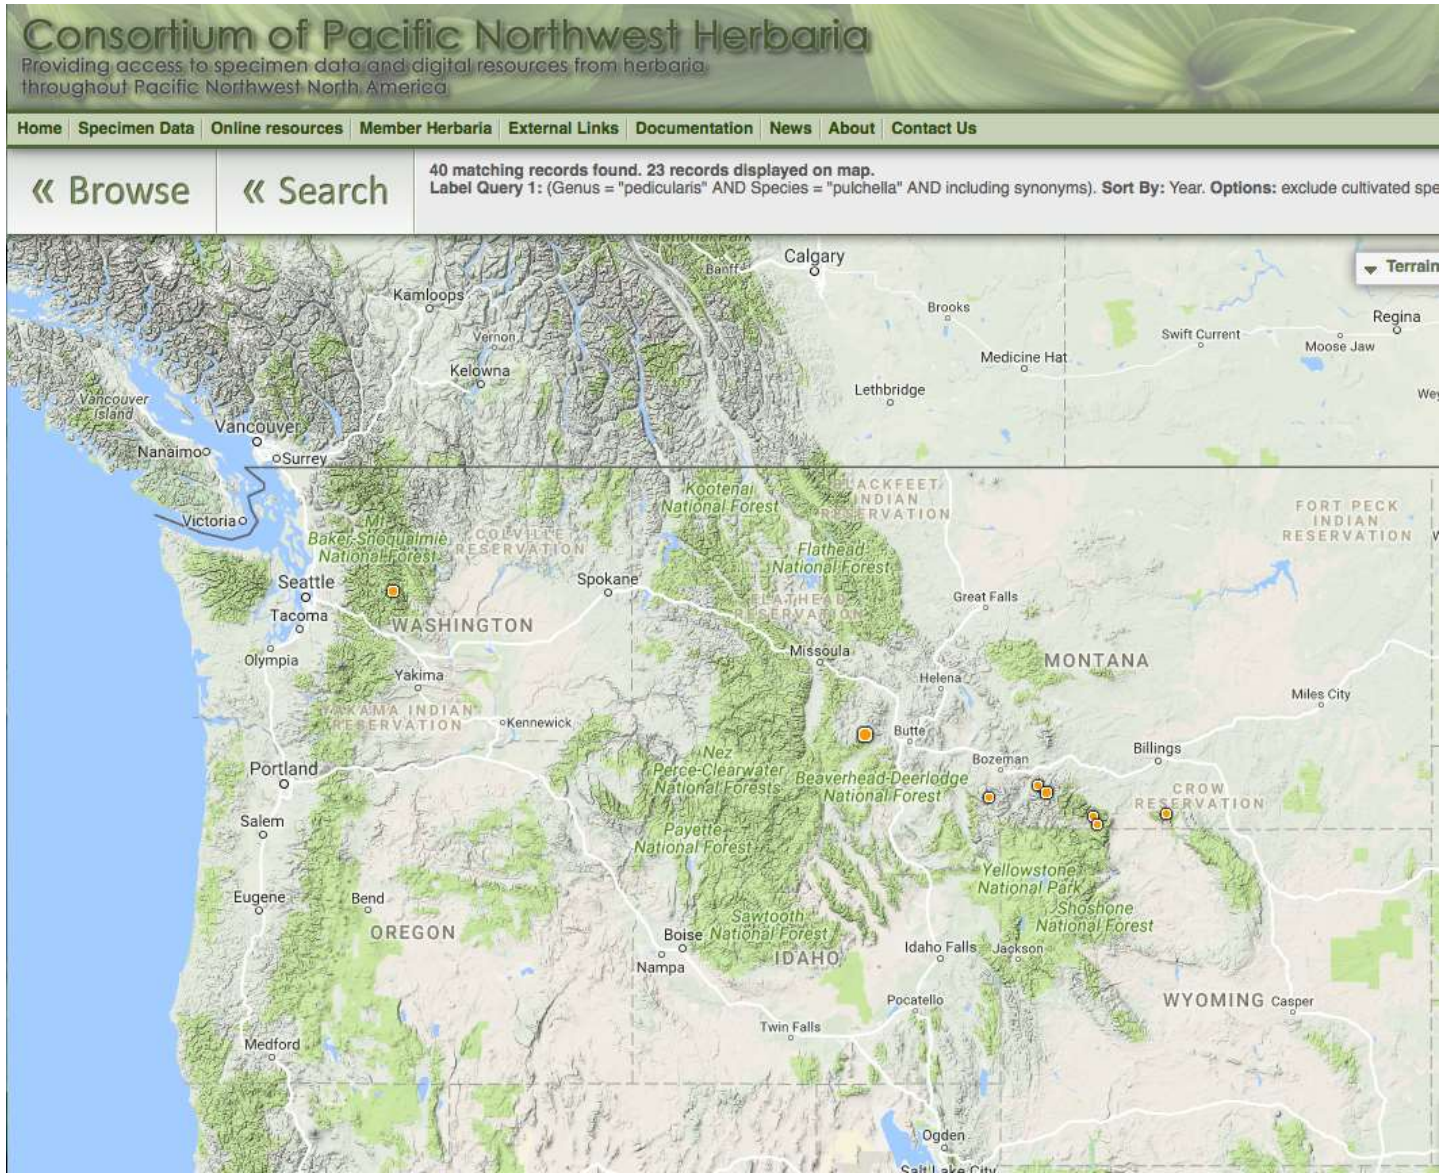 Consortium of Pacific Northwest Herbaria
Providing access to specimen data and digital resources from herbaria
throughout Pacific Northwest North America
Home Specimen Data Online resources Member Herbaria External Links Documentation News About Contact Us
« Browse
« Search
40 matching records found. 23 records displayed on map.
Label Query 1: (Genus = "pedicularis" AND Species = "pulchella" AND including synonyms). Sort By: Year. Options: exclude cultivated spe
Terrain
Calgary
Banff
Kamloops
Brooks
Regina
Vernon
Swift Current
Moose Jaw
Medicine Hat
Kelowna
Lethbridge
Wey
Vancouver
Island
Vancouver
Nanaimo
Surrey
Kootenai
National Forest
BLACKFEET
INDIAN
RESERVATION
FORT PECK
INDIAN
RESERVATION
Victoria
Mt
Baker-Snoqualmie
National Forest
COLVILLE
RESERVATION
Flathead
National Forest
Seattle
Spokane
Great Falls
FLATHEAD
RESERVATION
Tacoma
WASHINGTON
Olympia
Missoula
MONTANA
Yakima
Helena
Miles City
YAKAMA INDIAN
RESERVATION
Kennewick
Butte
Billings
Nez
Perce-Clearwater
National Forests
Bozeman
Portland
Beaverhead-Deerlodge
National Forest
CROW
RESERVATION
Salem
Payette
National Forest
Yellowstone
National Park
Eugene
Bend
Shoshone
National Forest
OREGON
Sawtooth
National Forest
Boise
Idaho Falls
Jackson
IDAHO
Nampa
Pocatello
WYOMING
Casper
Twin Falls
Medford
Ogden
Salt Lake City